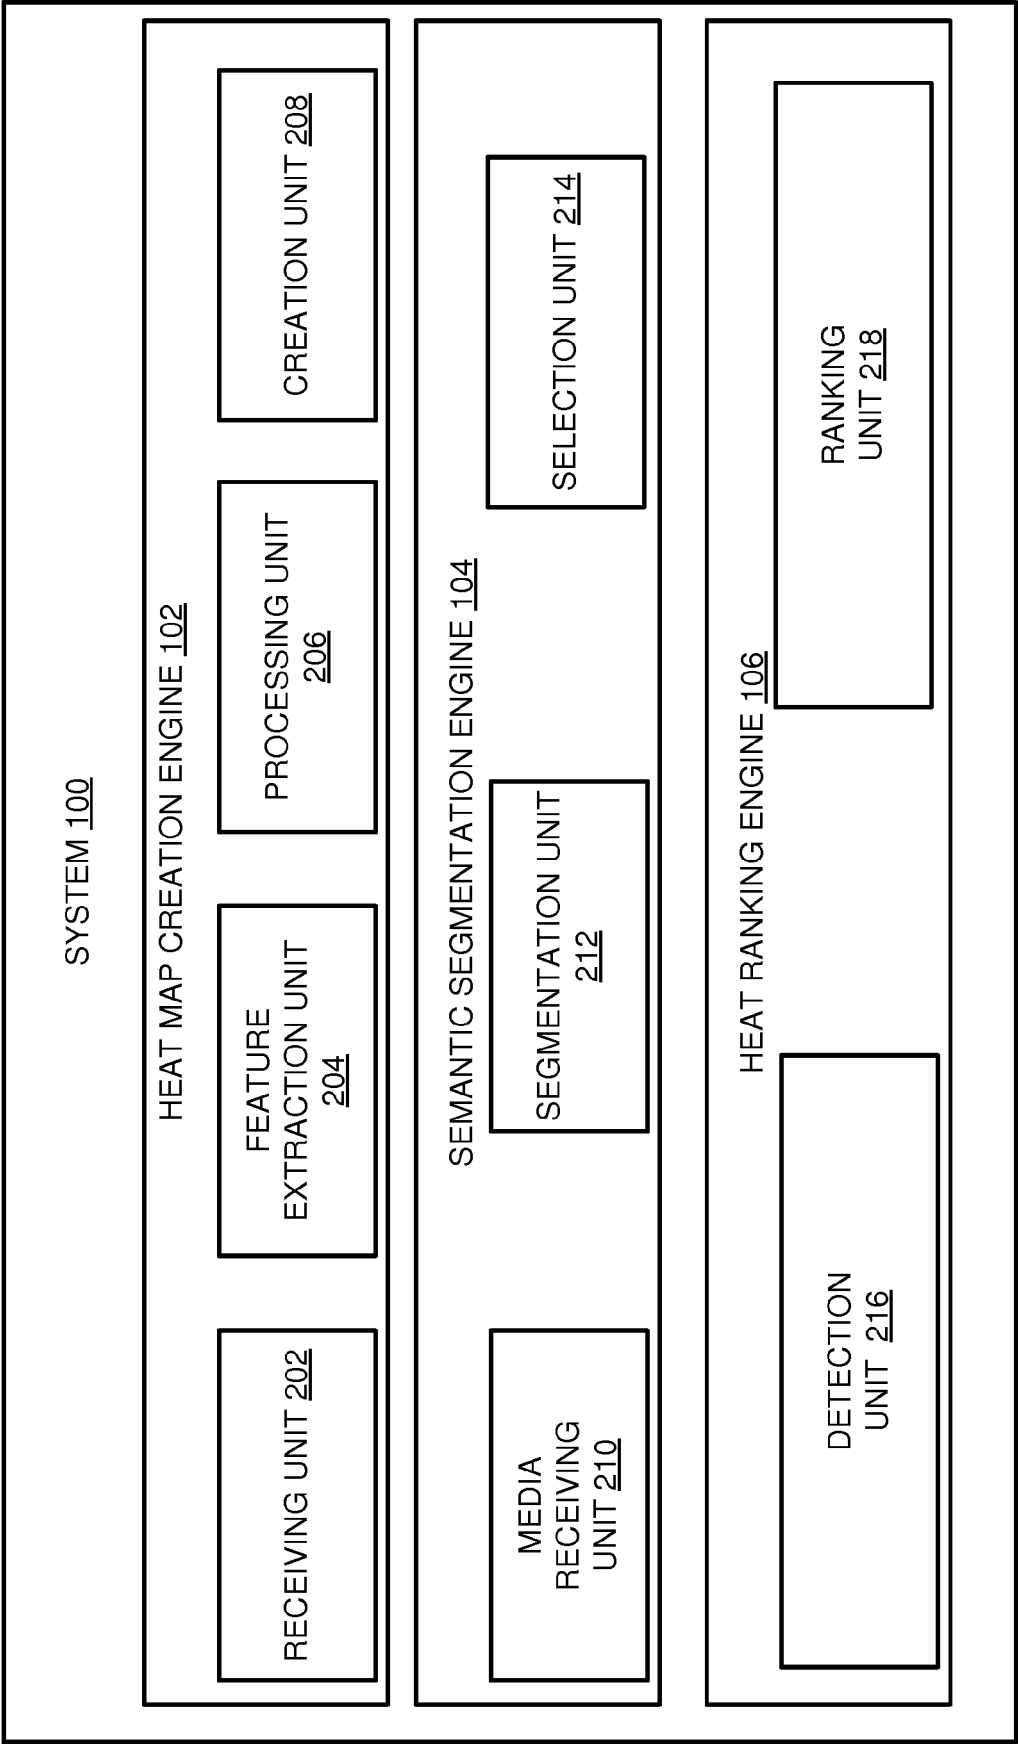 SYSTEM 100
HEAT MAP CREATION ENGINE 102
RECEIVING UNIT 202
FEATURE
EXTRACTION UNIT
204
PROCESSING UNIT
206
CREATION UNIT 208
SEMANTIC SEGMENTATION ENGINE 104
MEDIA
RECEIVING
UNIT 210
SEGMENTATION UNIT
212
SELECTION UNIT 214
HEAT RANKING ENGINE 106
DETECTION
UNIT 216
RANKING
UNIT 218